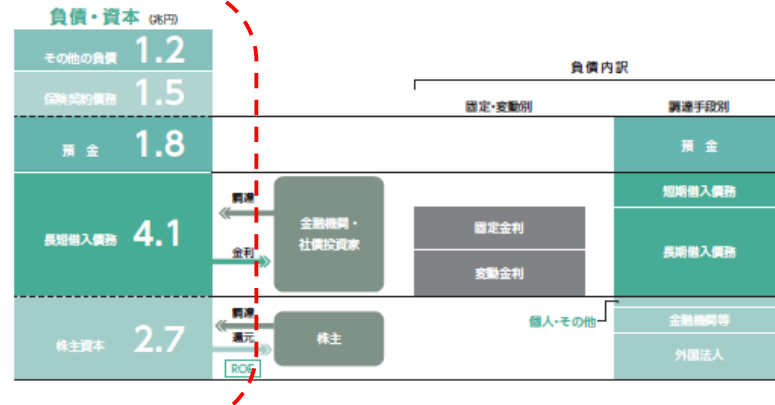 負債・資本 (兆円)
その他の負債 1.2
保険契約債務 1.5
預金 1.8
長短借入債務 4.1
株主資本 2.7
調達
金利
金融機関・
社債投資家
調達
還元
ROE
株主
負債内訳
固定・変動別
調達手段別
固定金利
変動金利
預金
短期借入債務
長期借入債務
個人・その他
金融機関等
外国法人